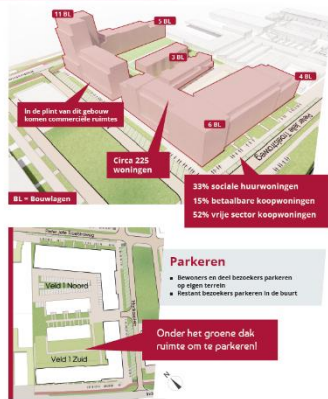 11 BL
5 BL
3 BL
4 BL
6 BL
In de plint van dit gebouw
komen commerciële ruimtes
Circa 225
woningen
33% sociale huurwoningen
15% betaalbare koopwoningen
52% vrije sector koopwoningen
BL = Bouwlagen
Veld 1 Noord
Veld 1 Zuid
Parkeren
• Bewoners en deel bezoekers parkeren
op eigen terrein
• Restant bezoekers parkeren in de buurt
Onder het groene dak
ruimte om te parkeren!